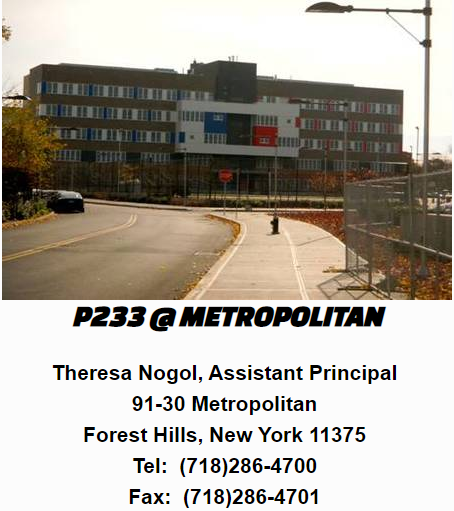 P233 @ METROPOLITAN
Theresa Nogol, Assistant Principal
91-30 Metropolitan
Forest Hills, New York 11375
Tel:  (718)286-4700
Fax:  (718)286-4701